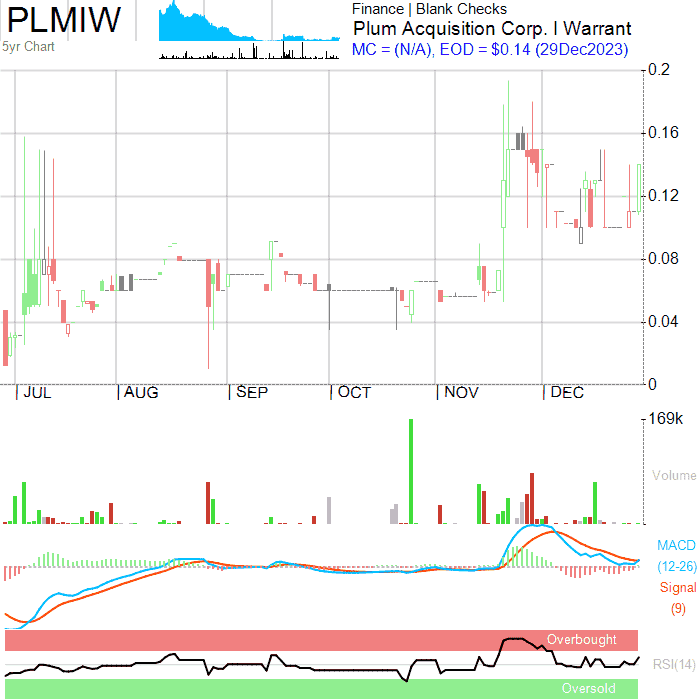 PLMIW
5yr Chart
Finance | Blank Checks
Plum Acquisition Corp. I Warrant
MC = (N/A), EOD = $0.14 (29Dec2023)
0.2
0.16
0.12
0.08
0.04
0
JUL AUG SEP OCT NOV DEC
169k
Volume
MACD
(12-26)
Signal
(9)
Overbought
RSI(14)
Oversold